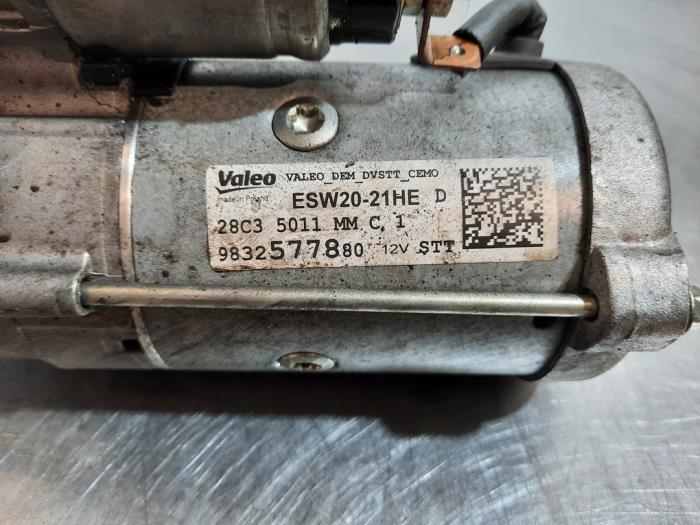 Valeo VALEO_DEM_DVSTT_CEMO
made in Poland ESW20-21HE D
28C3 5011 MM C 1
9832577880 12V STT